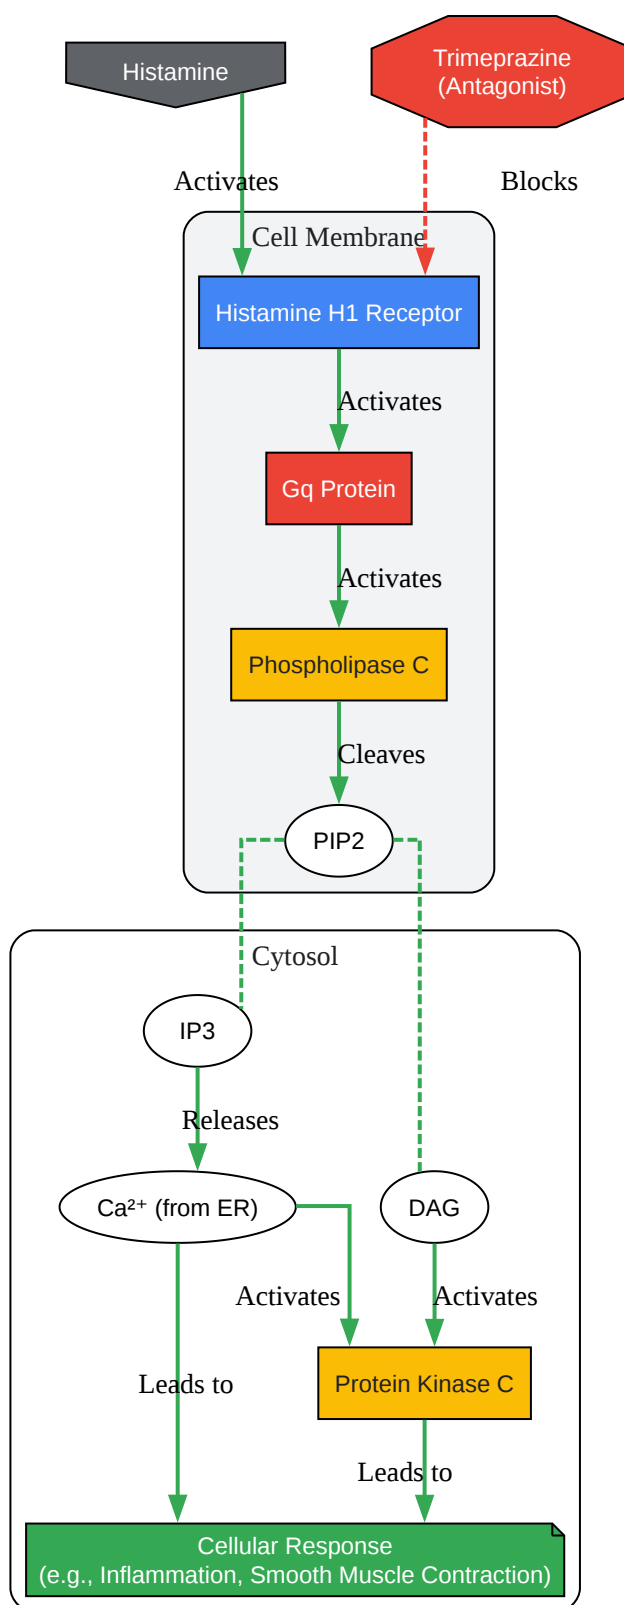 Histamine
Trimeprazine
(Antagonist)
Activates
Blocks
Cell Membrane
Histamine H1 Receptor
Activates
Gq Protein
Activates
Phospholipase C
Cleaves
PIP2
Cytosol
IP3
Releases
Ca²⁺ (from ER)
DAG
Activates
Activates
Protein Kinase C
Leads to
Leads to
Cellular Response
(e.g., Inflammation, Smooth Muscle Contraction)